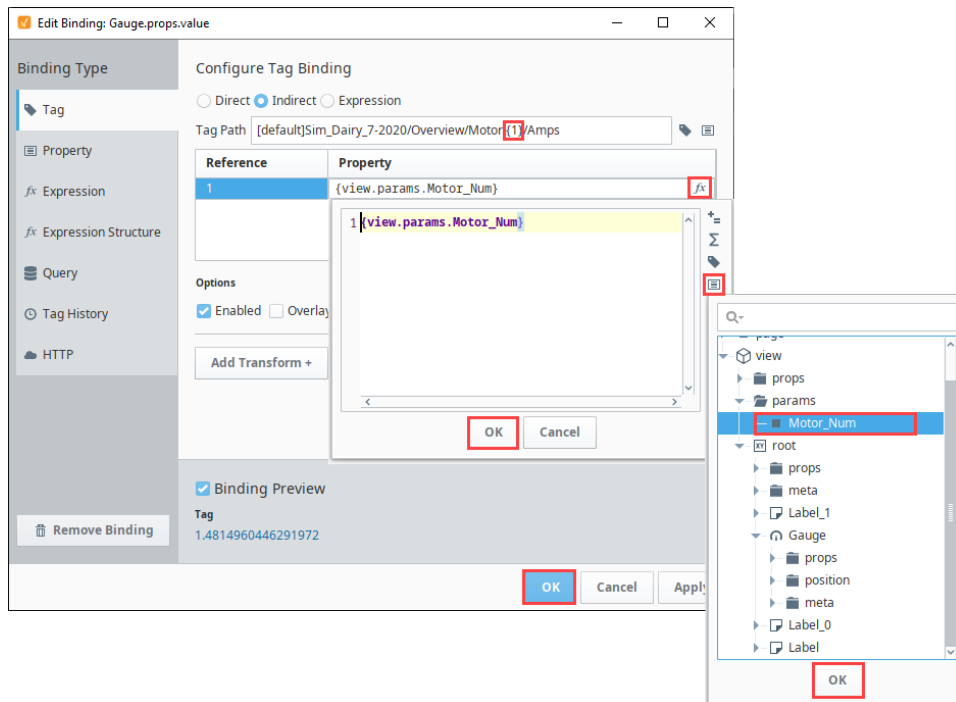 Edit Binding: Gauge.props.value
Binding Type
Tag
Property
fx Expression
fx Expression Structure
Query
Tag History
HTTP
Remove Binding
Configure Tag Binding
Direct Indirect Expression
Tag Path [default]Sim_Dairy_7-2020/Overview/Motor {1}/Amps
Reference Property
1 {view.params.Motor_Num} fx
1 {view.params.Motor_Num}
Options
Enabled Overlay
Add Transform +
OK Cancel
Binding Preview
Tag
1.4814960446291972
OK Cancel Apply
view
props
params
Motor_Num
root
props
meta
Label_1
Gauge
props
position
meta
Label_0
Label
OK